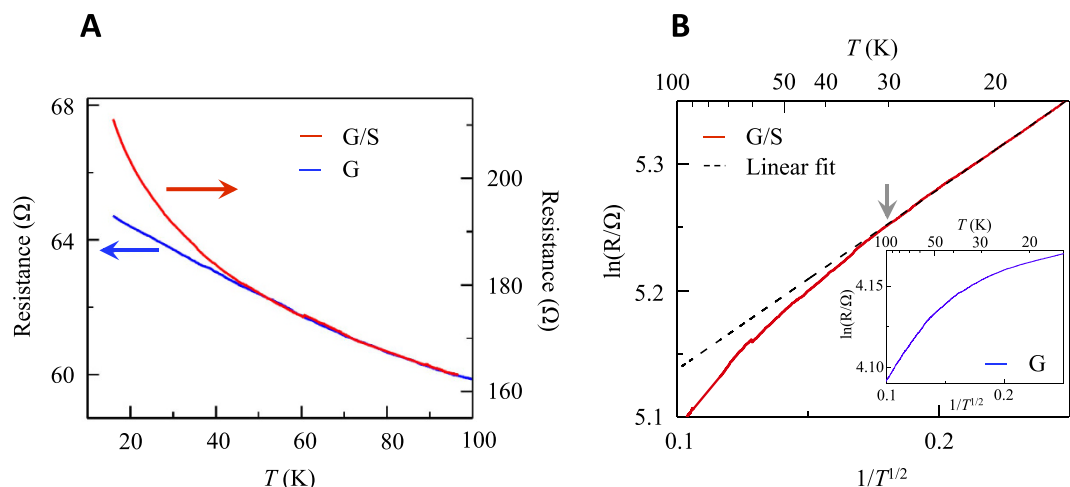 A
68
64
60
Resistance (Ω)
G/S
G
200
180
160
Resistance (Ω)
20 40 60 80 100
T (K)
B
T (K)
100 50 40 30 20
G/S
Linear fit
5.3
5.2
5.1
ln(R/Ω)
0.1 0.2
1/T1/2
T (K)
100 50 30 20
4.15
4.10
ln(R/Ω)
G
0.1 0.2
1/T1/2